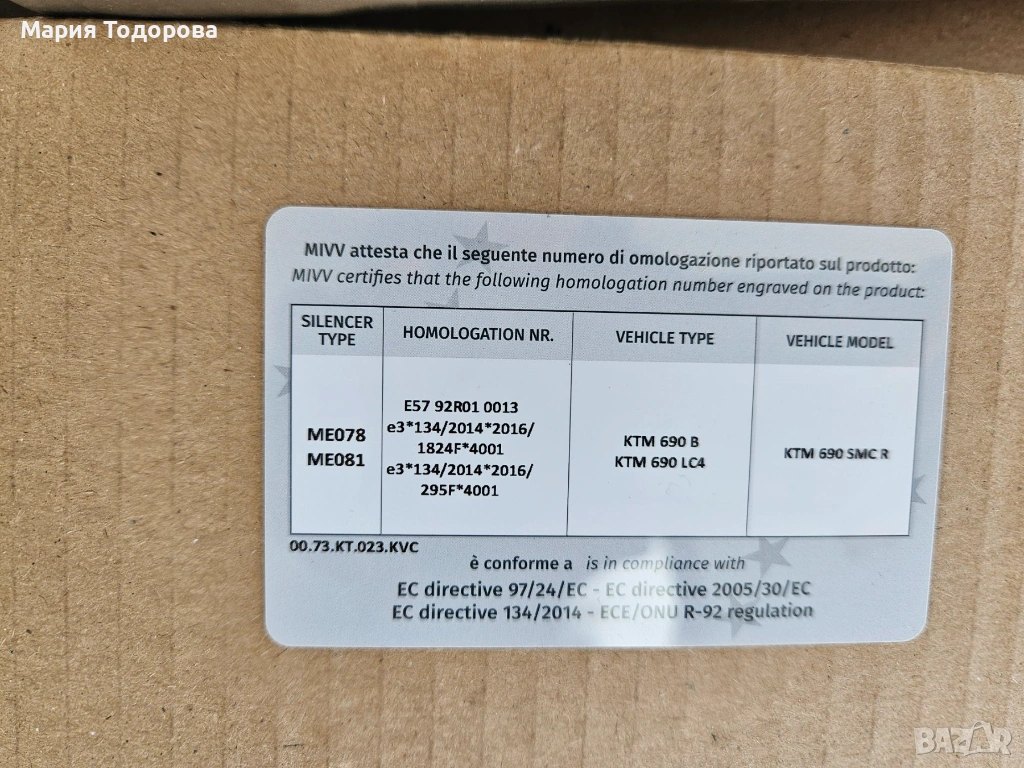 Мария Тодорова
MIVV attesta che il seguente numero di omologazione riportato sul prodotto:
MIVV certifies that the following homologation number engraved on the product:
SILENCER TYPE
HOMOLOGATION NR.
VEHICLE TYPE
VEHICLE MODEL
ME078
ME081
E57 92R01 0013
e3*134/2014*2016/
1824F*4001
e3*134/2014*2016/
295F*4001
KTM 690 B
KTM 690 LC4
KTM 690 SMC R
00.73.KT.023.KVC
è conforme a is in compliance with
EC directive 97/24/EC - EC directive 2005/30/EC
EC directive 134/2014 - ECE/ONU R-92 regulation
BAZAR